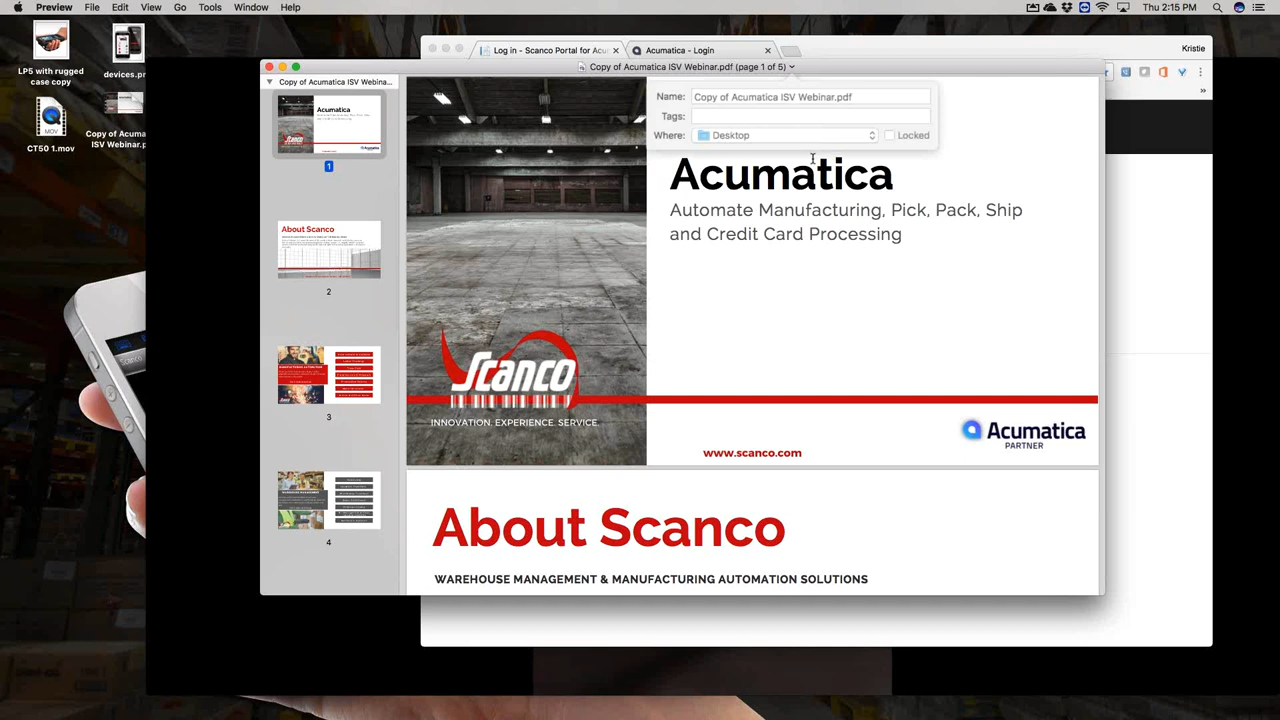 Preview File Edit View Go Tools Window Help
Thu 2:15 PM
LP5 with rugged
case copy
devices.pr
CT50 1.mov
Copy of Acuma
ISV Webinar.p
Scanco
Log in - Scanco Portal for Acu
Acumatica - Login
Kristie
Copy of Acumatica ISV Webinar.pdf (page 1 of 5)
Copy of Acumatica ISV Webina...
Name: Copy of Acumatica ISV Webinar.pdf
Tags:
Where: Desktop Locked
Acumatica
1
About Scanco
2
3
4
Acumatica
Automate Manufacturing, Pick, Pack, Ship
and Credit Card Processing
Scanco
INNOVATION. EXPERIENCE. SERVICE.
www.scanco.com
Acumatica
PARTNER
About Scanco
WAREHOUSE MANAGEMENT & MANUFACTURING AUTOMATION SOLUTIONS